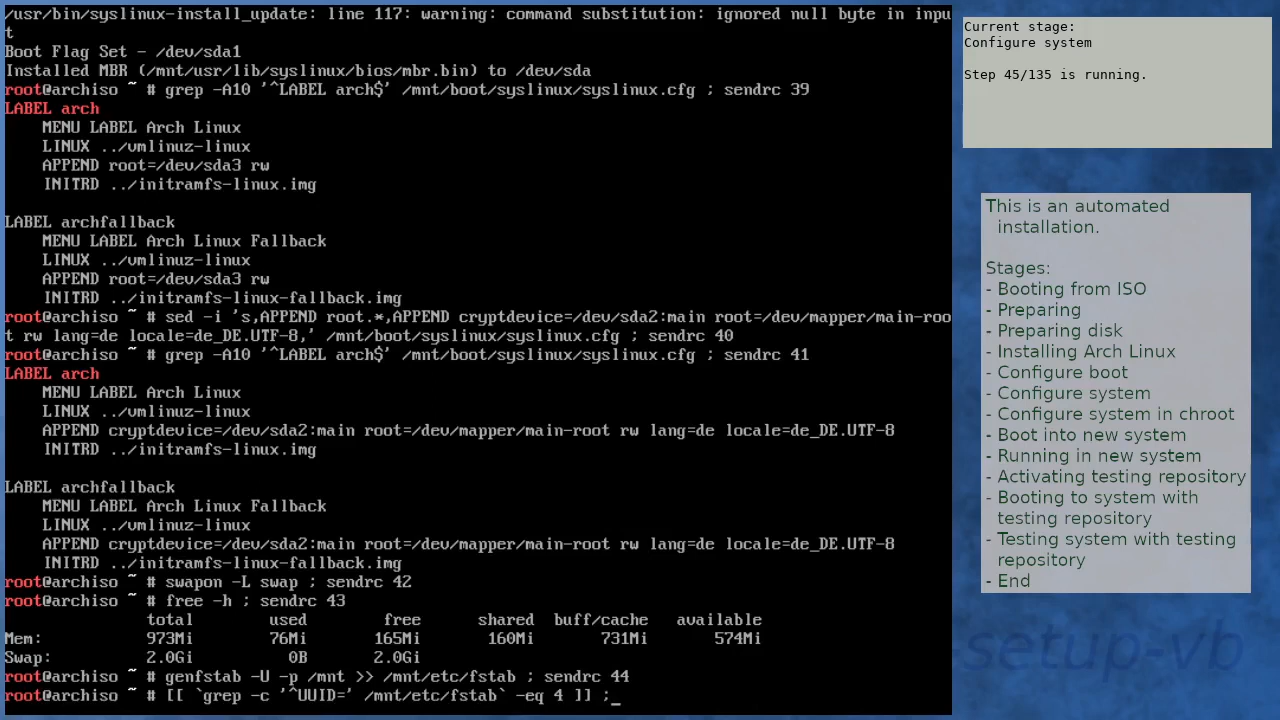 /usr/bin/syslinux-install_update: line 117: warning: command substitution: ignored null byte in inpu
t
Boot Flag Set - /dev/sda1
Installed MBR (/mnt/usr/lib/syslinux/bios/mbr.bin) to /dev/sda
root@archiso ~ # grep -A10 '^LABEL arch$' /mnt/boot/syslinux/syslinux.cfg ; sendrc 39
LABEL arch
    MENU LABEL Arch Linux
    LINUX ../vmlinuz-linux
    APPEND root=/dev/sda3 rw
    INITRD ../initramfs-linux.img

LABEL archfallback
    MENU LABEL Arch Linux Fallback
    LINUX ../vmlinuz-linux
    APPEND root=/dev/sda3 rw
    INITRD ../initramfs-linux-fallback.img
root@archiso ~ # sed -i 's,APPEND root.*,APPEND cryptdevice=/dev/sda2:main root=/dev/mapper/main-roo
t rw lang=de locale=de_DE.UTF-8,' /mnt/boot/syslinux/syslinux.cfg ; sendrc 40
root@archiso ~ # grep -A10 '^LABEL arch$' /mnt/boot/syslinux/syslinux.cfg ; sendrc 41
LABEL arch
    MENU LABEL Arch Linux
    LINUX ../vmlinuz-linux
    APPEND cryptdevice=/dev/sda2:main root=/dev/mapper/main-root rw lang=de locale=de_DE.UTF-8
    INITRD ../initramfs-linux.img

LABEL archfallback
    MENU LABEL Arch Linux Fallback
    LINUX ../vmlinuz-linux
    APPEND cryptdevice=/dev/sda2:main root=/dev/mapper/main-root rw lang=de locale=de_DE.UTF-8
    INITRD ../initramfs-linux-fallback.img
root@archiso ~ # swapon -L swap ; sendrc 42
root@archiso ~ # free -h ; sendrc 43
               total        used        free      shared  buff/cache   available
Mem:           973Mi        76Mi       165Mi       160Mi       731Mi       574Mi
Swap:          2.0Gi          0B       2.0Gi
root@archiso ~ # genfstab -U -p /mnt >> /mnt/etc/fstab ; sendrc 44
root@archiso ~ # [[ `grep -c '^UUID=' /mnt/etc/fstab` -eq 4 ]] ;_
Current stage:
Configure system

Step 45/135 is running.

This is an automated
installation.

Stages:
- Booting from ISO
- Preparing
- Preparing disk
- Installing Arch Linux
- Configure boot
- Configure system
- Configure system in chroot
- Boot into new system
- Running in new system
- Activating testing repository
- Booting to system with
testing repository
- Testing system with testing
repository
- End
-setup-vb